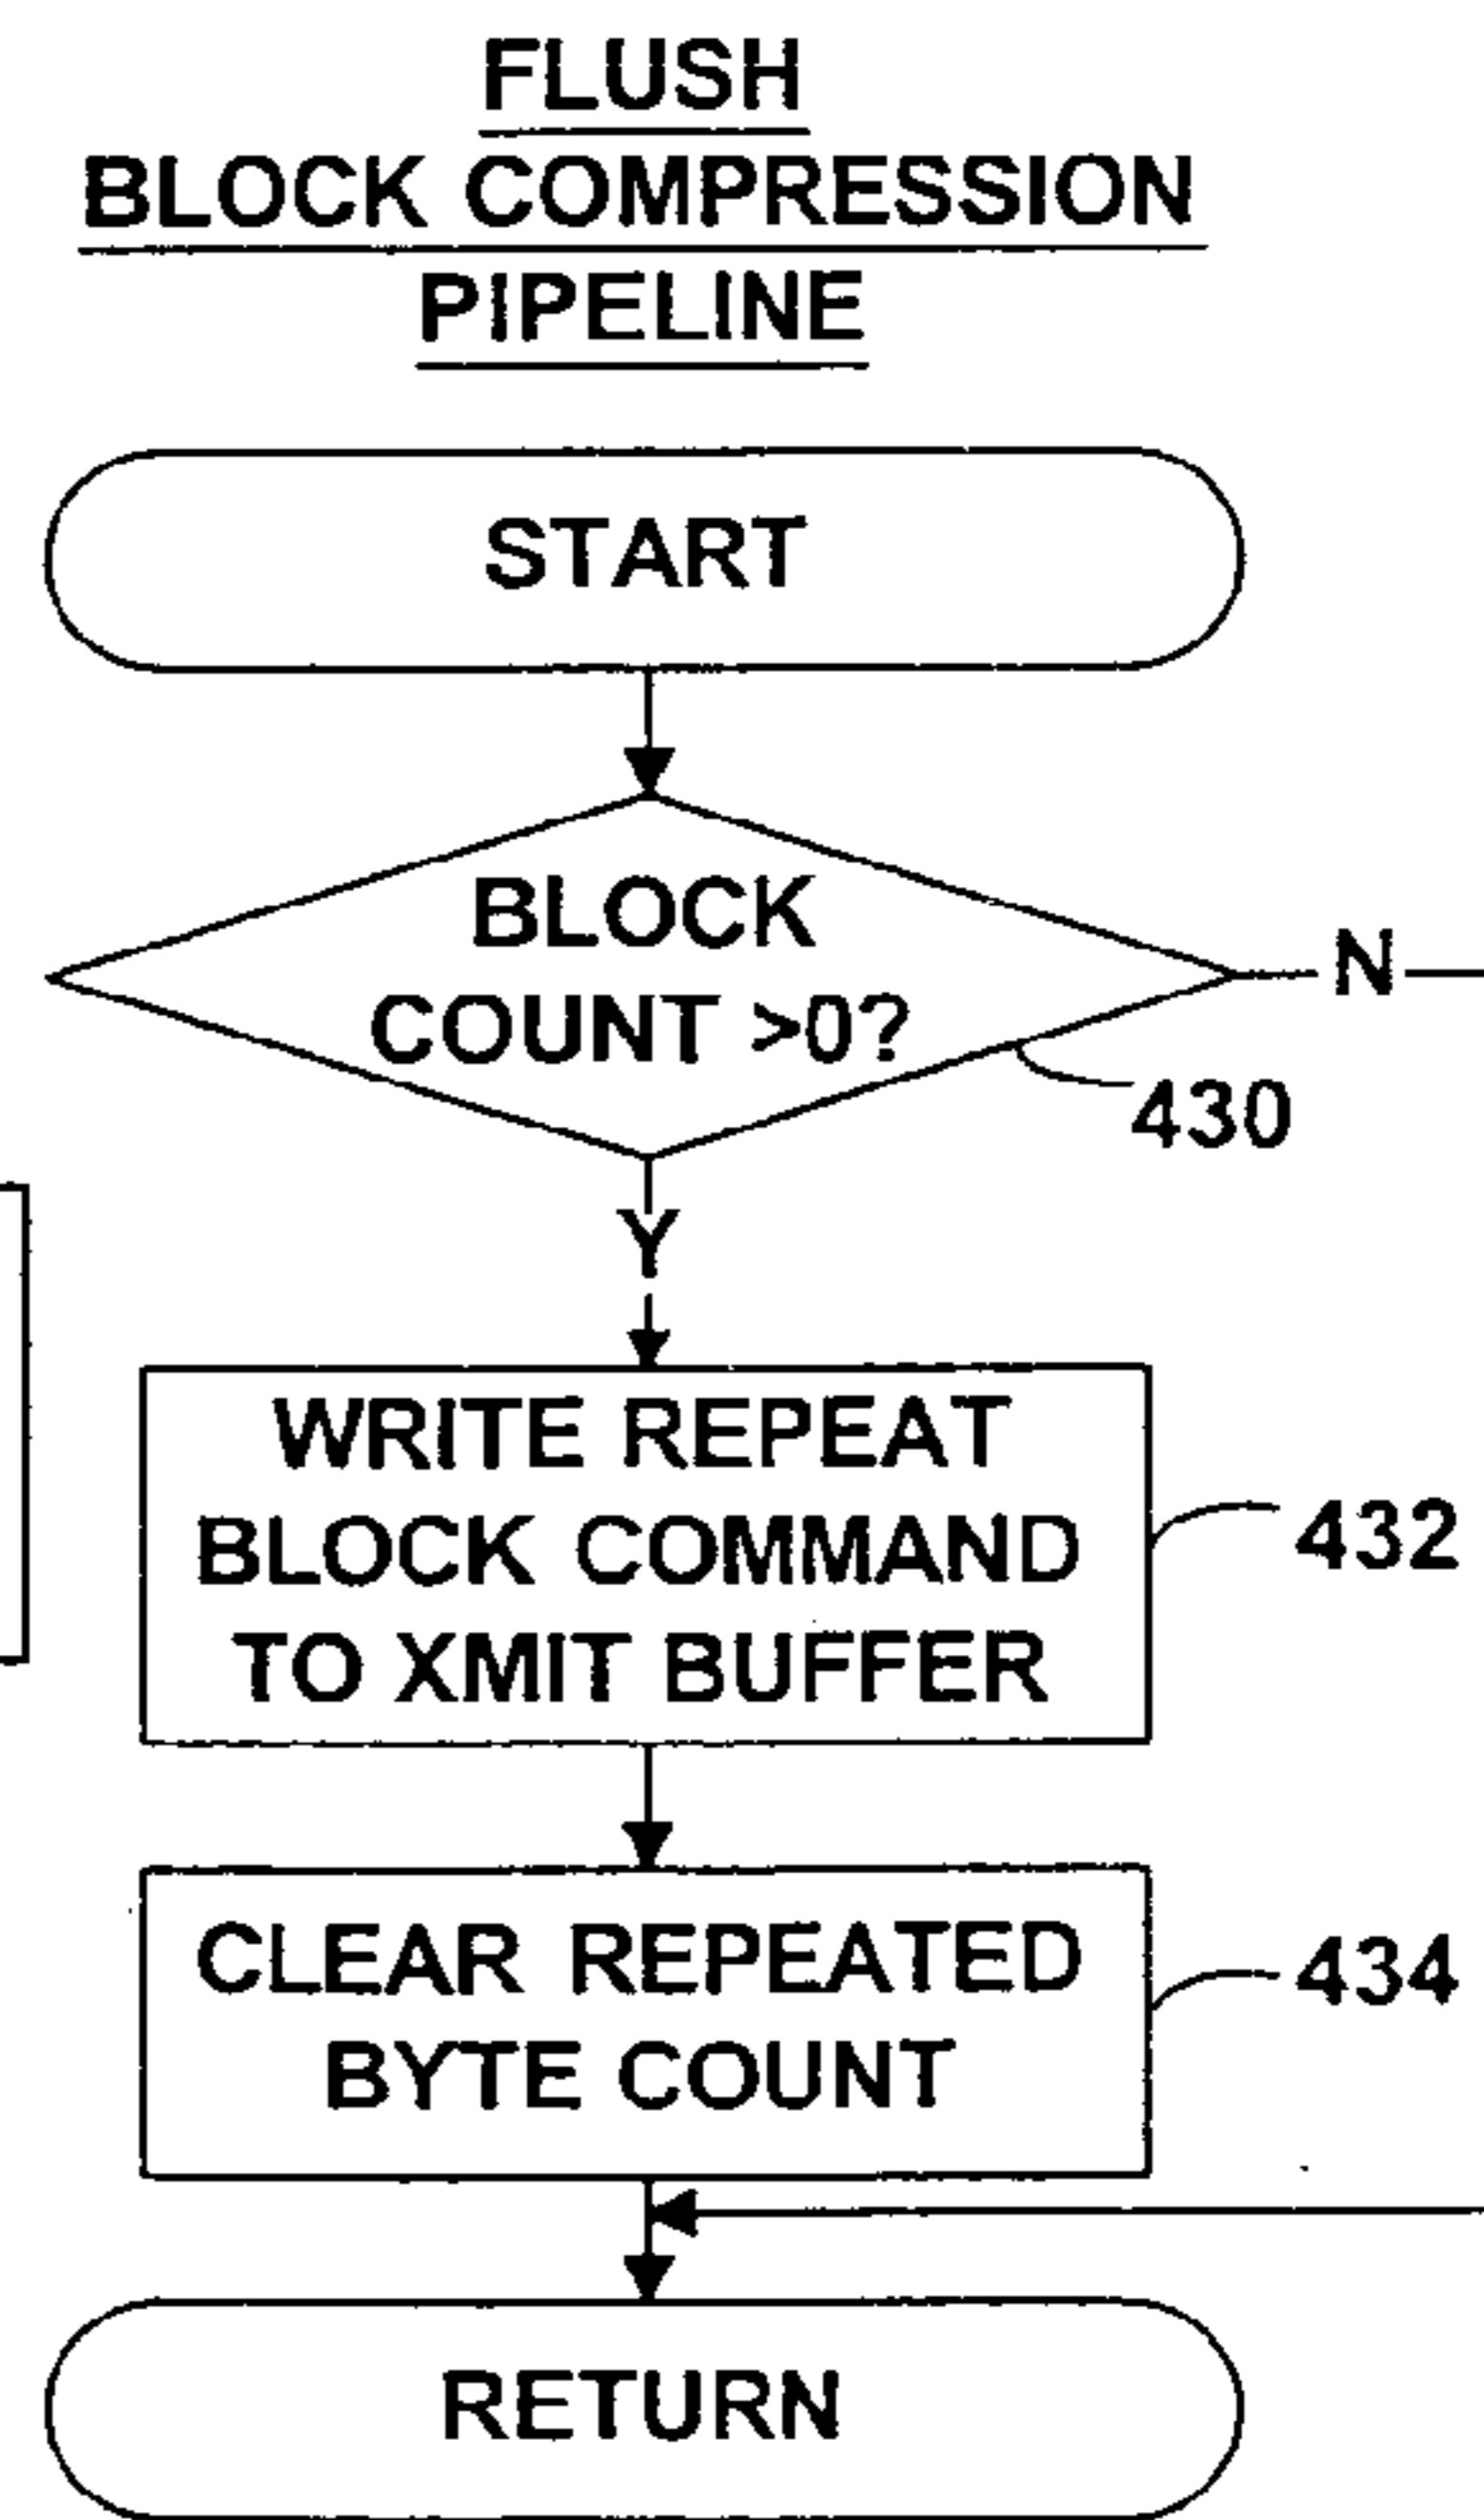 FLUSH
BLOCK COMPRESSION
PIPELINE
START
BLOCK
COUNT >0?
N
430
Y
WRITE REPEAT
BLOCK COMMAND
TO XMIT BUFFER
432
CLEAR REPEATED
BYTE COUNT
434
RETURN